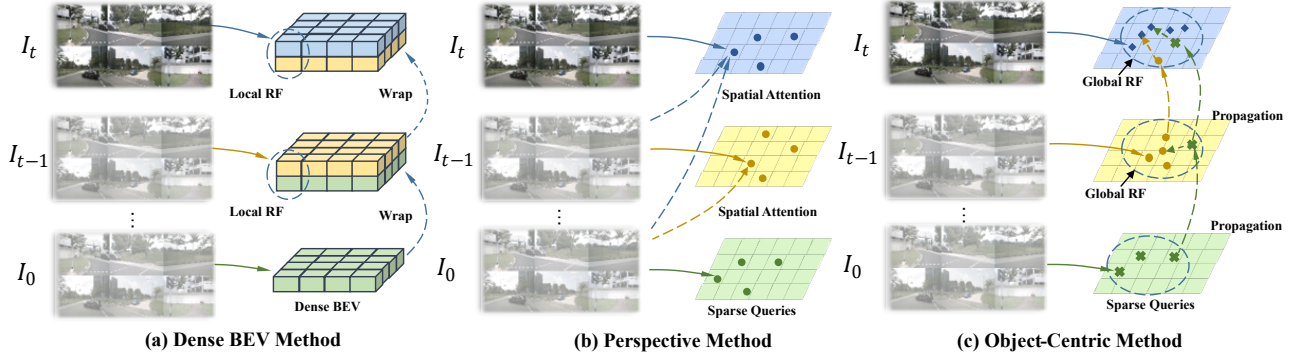 I_t
Local RF
Wrap
I_{t-1}
Local RF
Wrap
⋮
I_0
Dense BEV
(a) Dense BEV Method
I_t
Spatial Attention
I_{t-1}
Spatial Attention
⋮
I_0
Sparse Queries
(b) Perspective Method
I_t
Global RF
Propagation
I_{t-1}
Global RF
⋮
Propagation
I_0
Sparse Queries
(c) Object-Centric Method